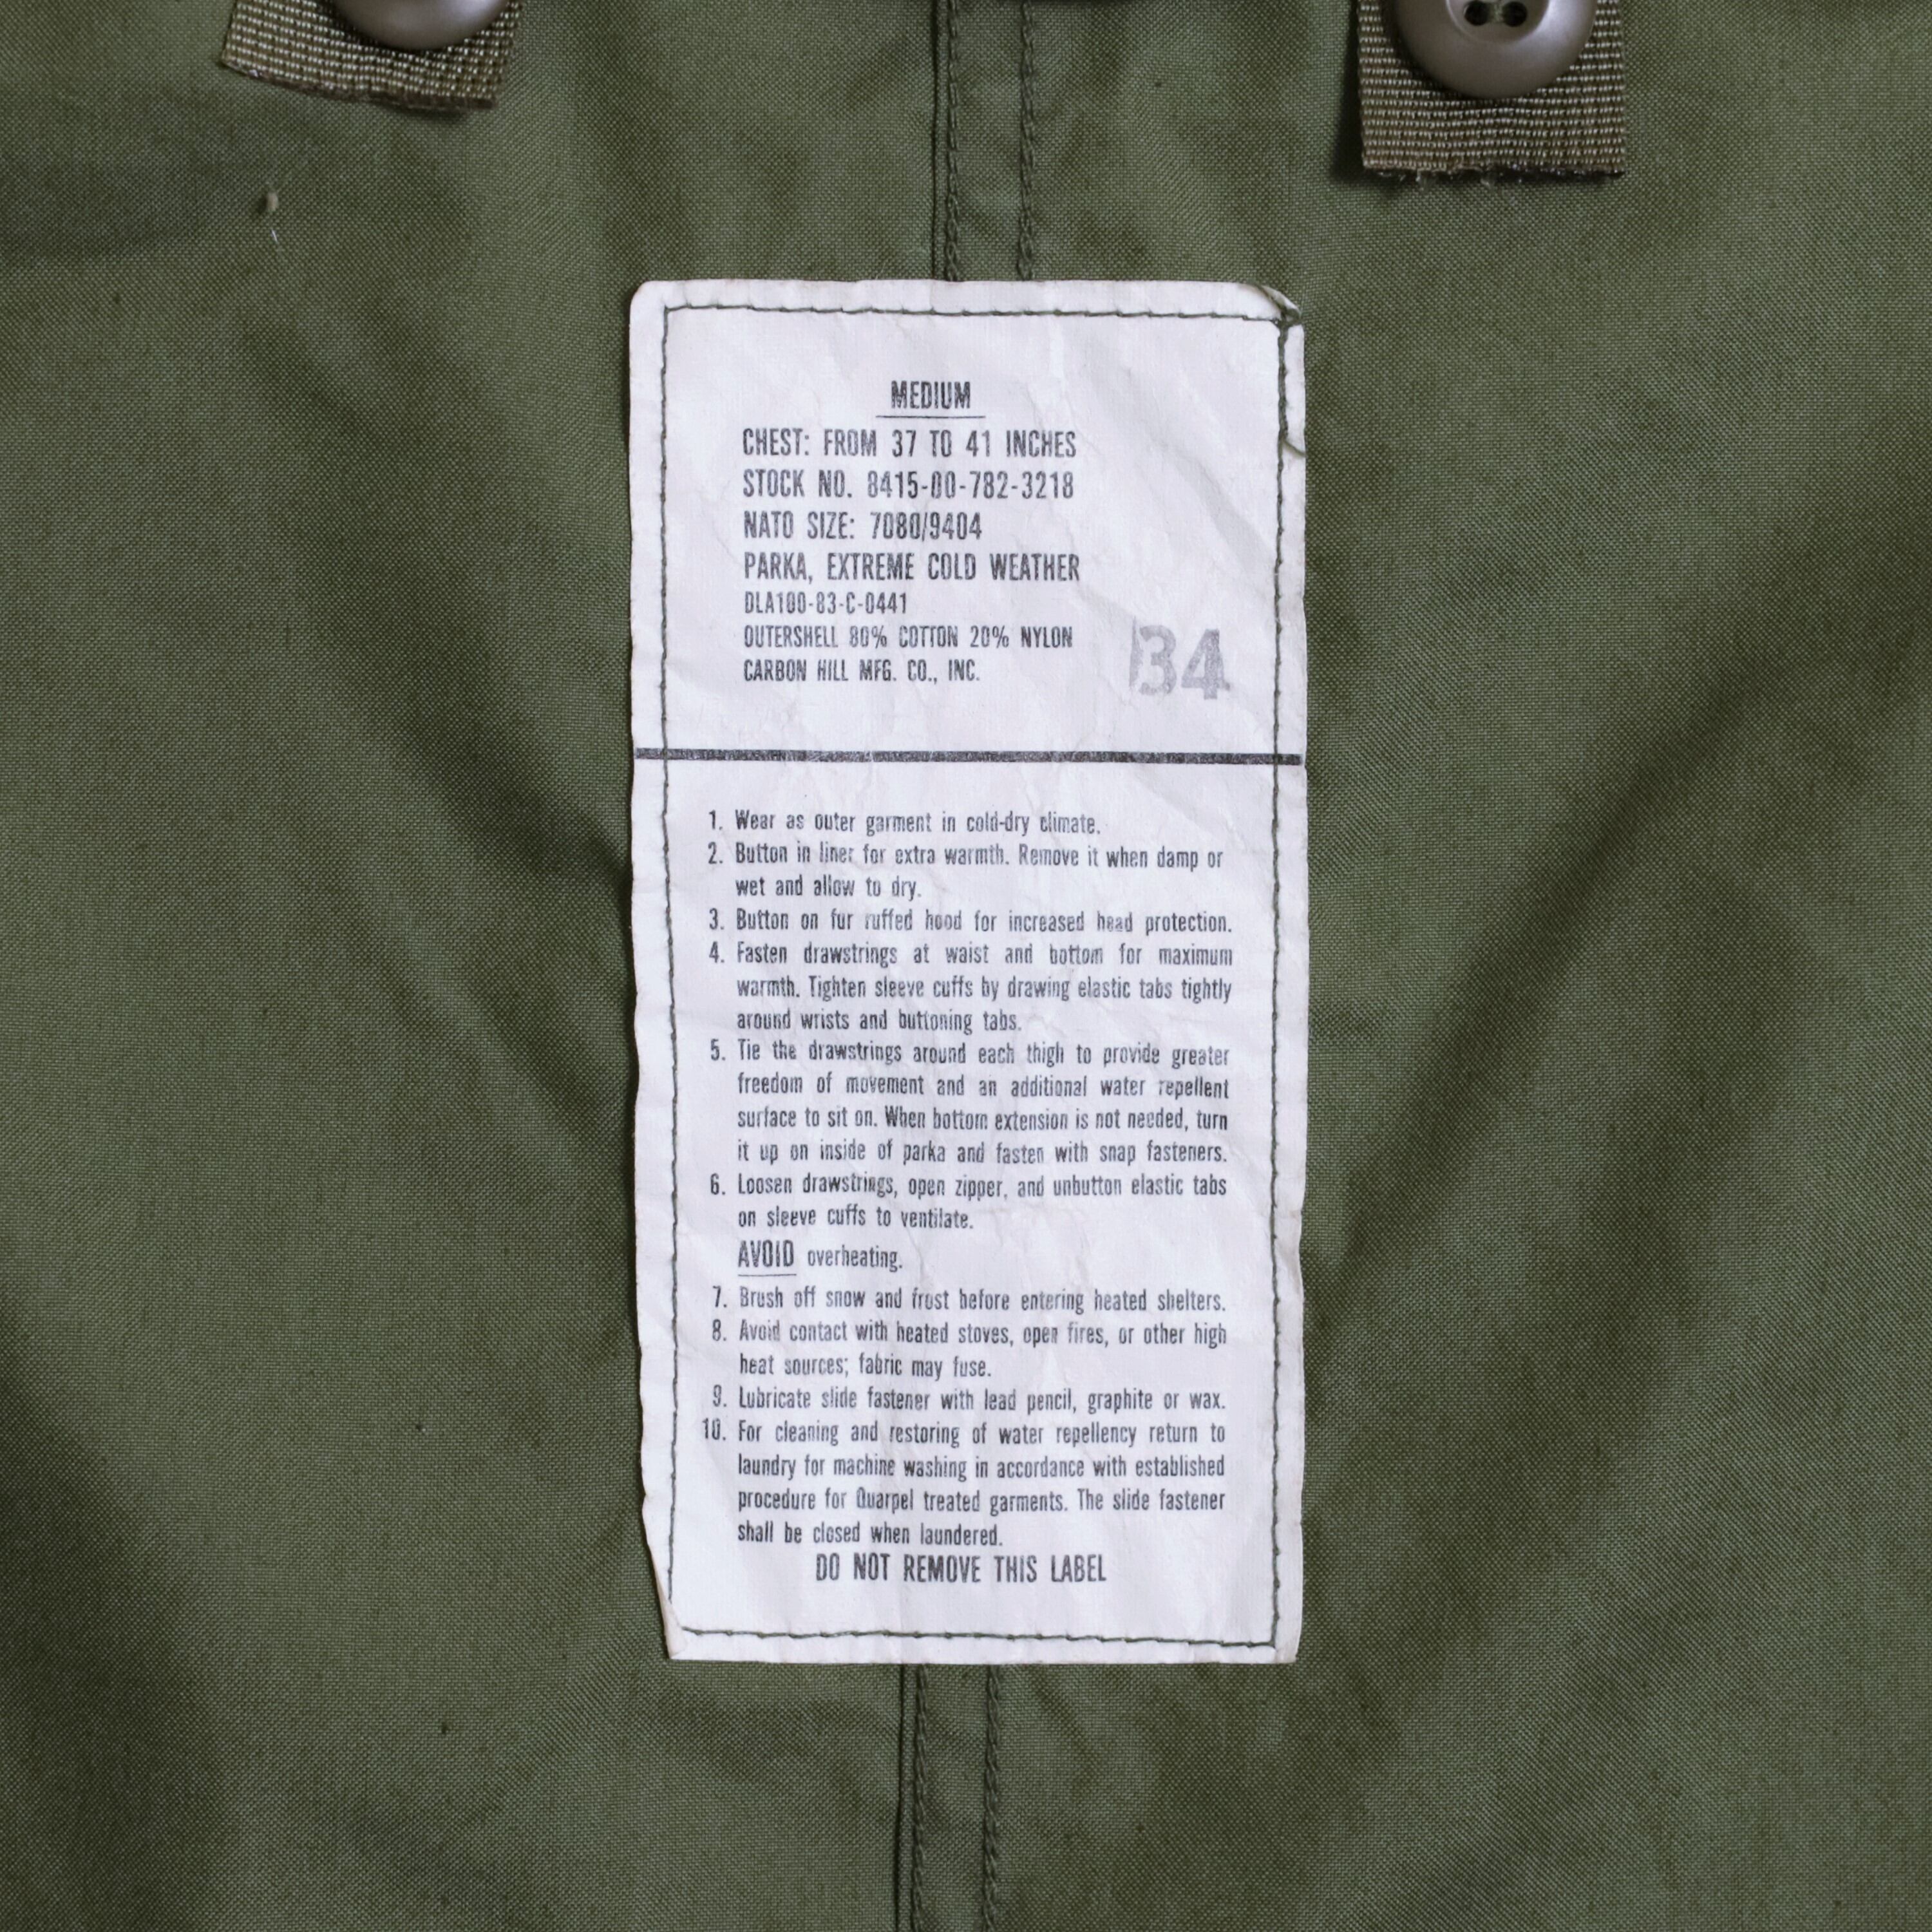 MEDIUM
CHEST: FROM 37 TO 41 INCHES
STOCK NO. 8415-00-782-3218
NATO SIZE: 7080/9404
PARKA, EXTREME COLD WEATHER
DLA100-83-C-0441
OUTERSHELL 80% COTTON 20% NYLON
CARBON HILL MFG. CO., INC.
34
1. Wear as outer garment in cold-dry climate.
2. Button in liner for extra warmth. Remove it when damp or
wet and allow to dry.
3. Button on fur ruffed hood for increased head protection.
4. Fasten drawstrings at waist and bottom for maximum
warmth. Tighten sleeve cuffs by drawing elastic tabs tightly
around wrists and buttoning tabs.
5. Tie the drawstrings around each thigh to provide greater
freedom of movement and an additional water repellent
surface to sit on. When bottom extension is not needed, turn
it up on inside of parka and fasten with snap fasteners.
6. Loosen drawstrings, open zipper, and unbutton elastic tabs
on sleeve cuffs to ventilate.
AVOID overheating.
7. Brush off snow and frost before entering heated shelters.
8. Avoid contact with heated stoves, open fires, or other high
heat sources; fabric may fuse.
9. Lubricate slide fastener with lead pencil, graphite or wax.
10. For cleaning and restoring of water repellency return to
laundry for machine washing in accordance with established
procedure for Quarpel treated garments. The slide fastener
shall be closed when laundered.
DO NOT REMOVE THIS LABEL